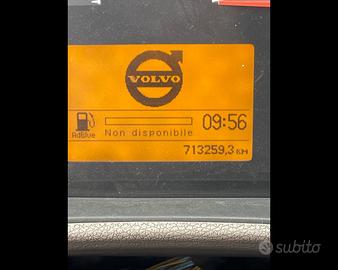 VOLVO
AdBlue
Non disponibile
09:56
713259,3 KM
subito